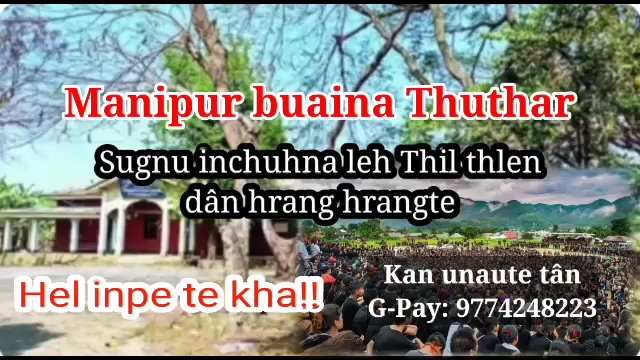 Manipur buaina Thuthar
Sugnu inchuhna leh Thil thlen
dân hrang hrangte
Hel inpe te kha!!
Kan unaute tân
G-Pay: 9774248223